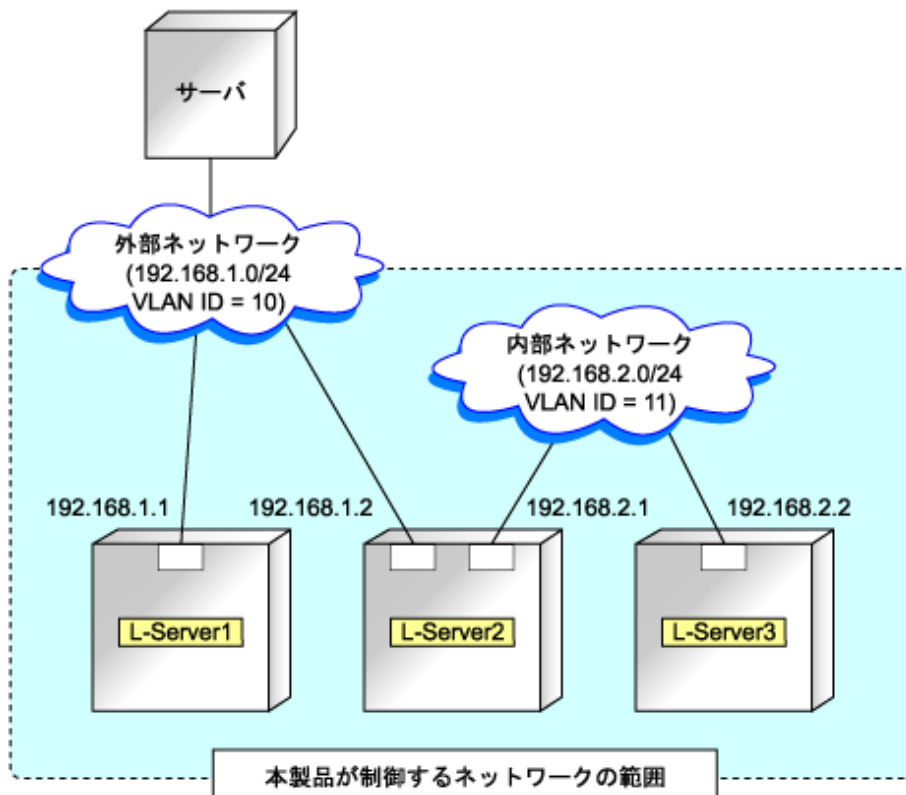 サーバ
外部ネットワーク
(192.168.1.0/24
VLAN ID = 10)
内部ネットワーク
(192.168.2.0/24
VLAN ID = 11)
192.168.1.1
192.168.1.2
192.168.2.1
192.168.2.2
L-Server1
L-Server2
L-Server3
本製品が制御するネットワークの範囲